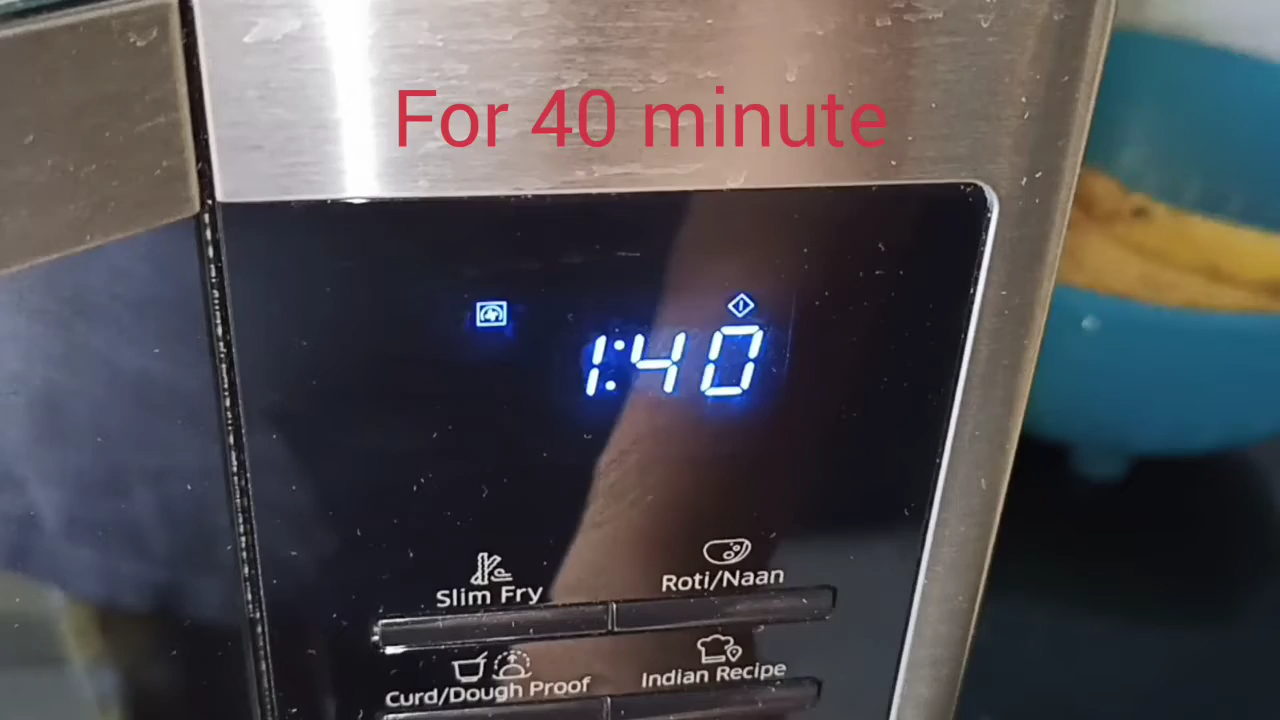 For 40 minute
1:40
Slim Fry
Roti/Naan
Curd/Dough Proof
Indian Recipe